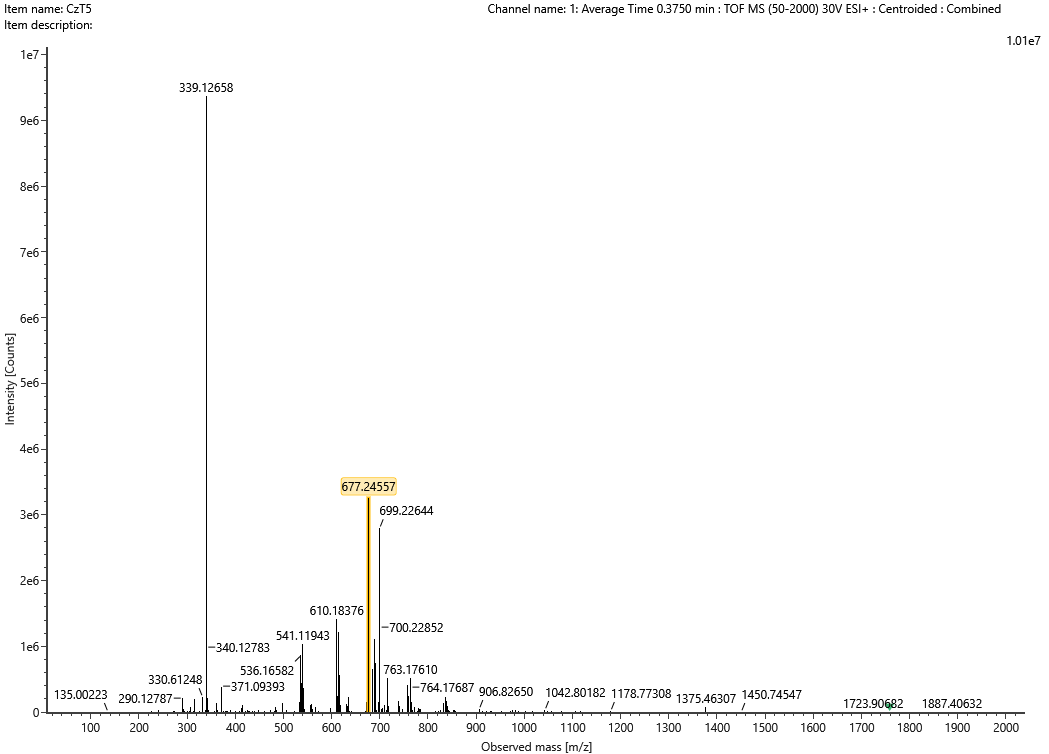 Item name: CzT5
Channel name: 1: Average Time 0.3750 min : TOF MS (50-2000) 30V ESI+ : Centroided : Combined
Item description:
1.01e7
1e7
339.12658
9e6
8e6
7e6
6e6
5e6
Intensity [Counts]
4e6
677.24557
3e6
699.22644
2e6
610.18376
541.11943
700.22852
1e6
340.12783
536.16582
763.17610
330.61248
371.09393
764.17687
135.00223
290.12787
906.82650
1042.80182
1178.77308
1375.46307
1450.74547
1723.90682
1887.40632
0
100 200 300 400 500 600 700 800 900 1000 1100 1200 1300 1400 1500 1600 1700 1800 1900 2000
Observed mass [m/z]